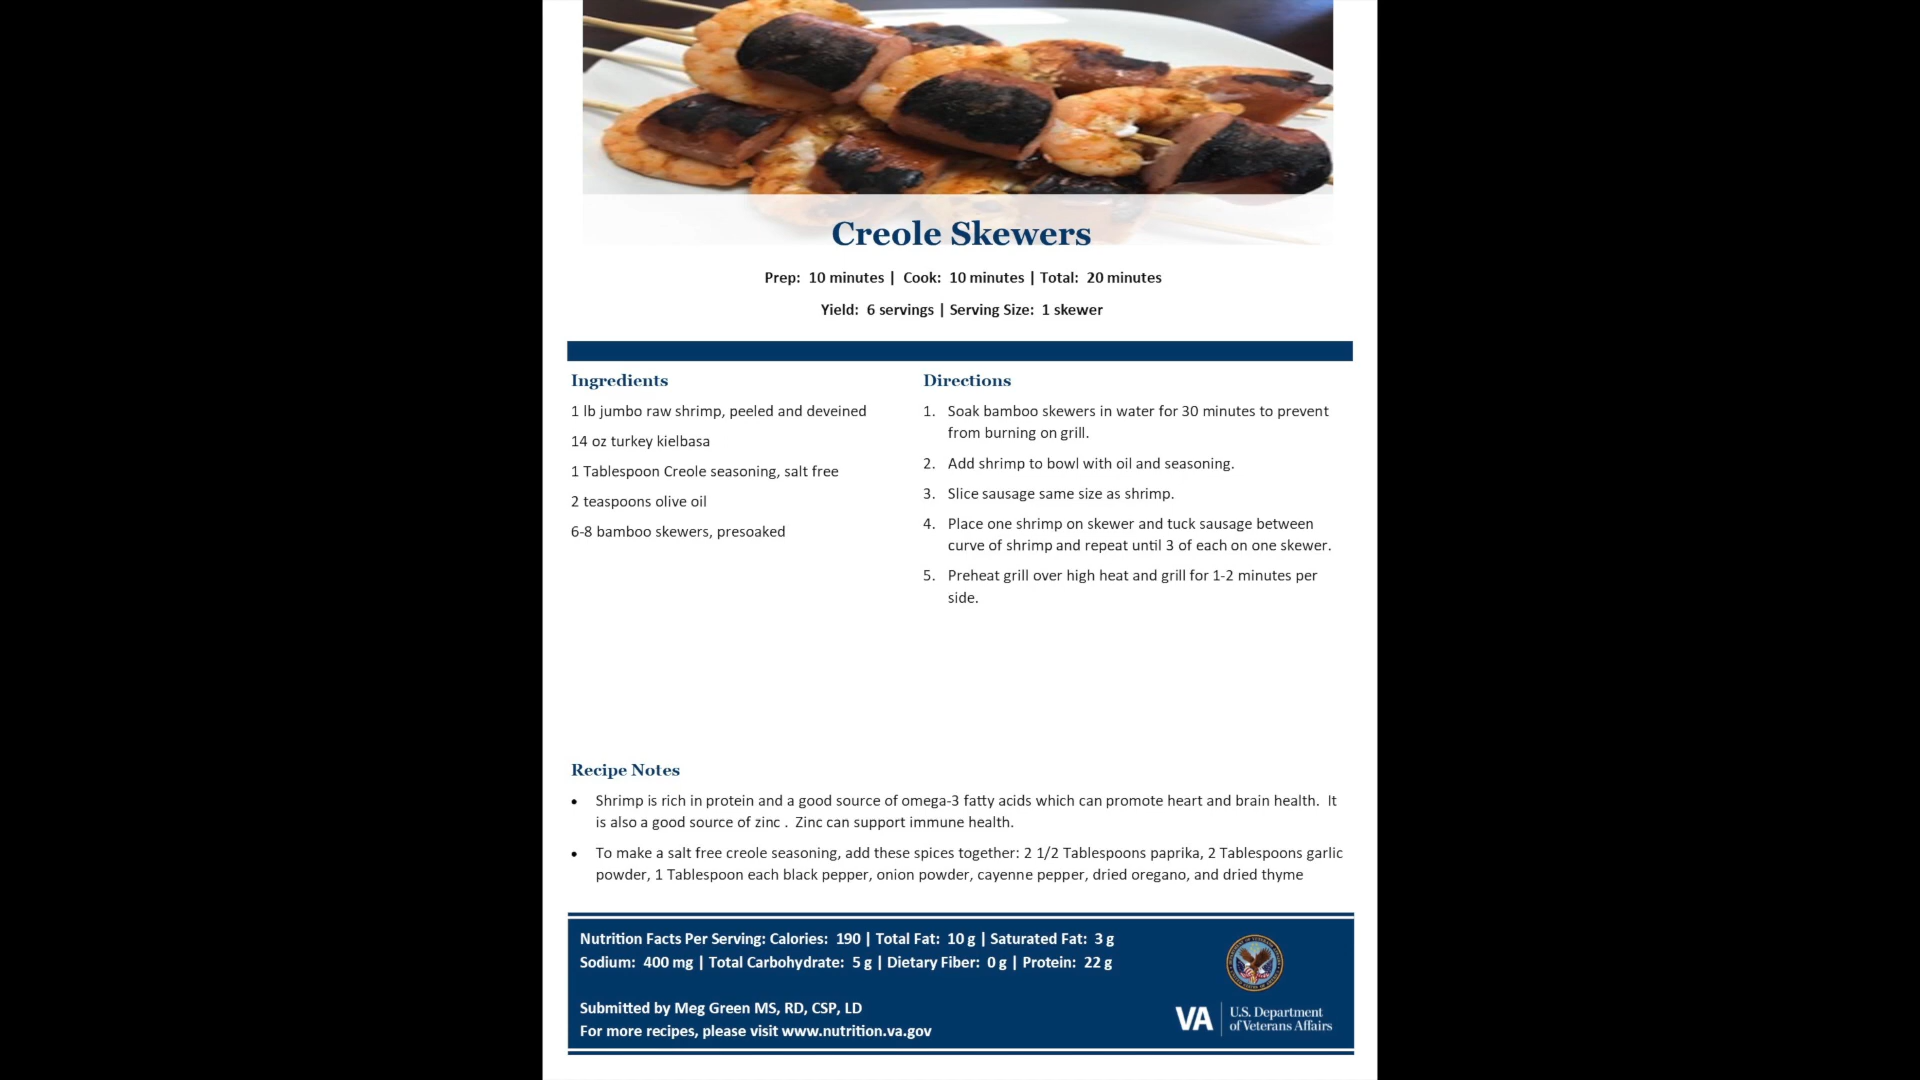 Creole Skewers
Prep: 10 minutes | Cook: 10 minutes | Total: 20 minutes
Yield: 6 servings | Serving Size: 1 skewer
Ingredients
1 lb jumbo raw shrimp, peeled and deveined
14 oz turkey kielbasa
1 Tablespoon Creole seasoning, salt free
2 teaspoons olive oil
6-8 bamboo skewers, presoaked
Directions
1. Soak bamboo skewers in water for 30 minutes to prevent
from burning on grill.
2. Add shrimp to bowl with oil and seasoning.
3. Slice sausage same size as shrimp.
4. Place one shrimp on skewer and tuck sausage between
curve of shrimp and repeat until 3 of each on one skewer.
5. Preheat grill over high heat and grill for 1-2 minutes per
side.
Recipe Notes
• Shrimp is rich in protein and a good source of omega-3 fatty acids which can promote heart and brain health. It
is also a good source of zinc . Zinc can support immune health.
• To make a salt free creole seasoning, add these spices together: 2 1/2 Tablespoons paprika, 2 Tablespoons garlic
powder, 1 Tablespoon each black pepper, onion powder, cayenne pepper, dried oregano, and dried thyme
Nutrition Facts Per Serving: Calories: 190 | Total Fat: 10 g | Saturated Fat: 3 g
Sodium: 400 mg | Total Carbohydrate: 5 g | Dietary Fiber: 0 g | Protein: 22 g
Submitted by Meg Green MS, RD, CSP, LD
For more recipes, please visit www.nutrition.va.gov
VA | U.S. Department
of Veterans Affairs